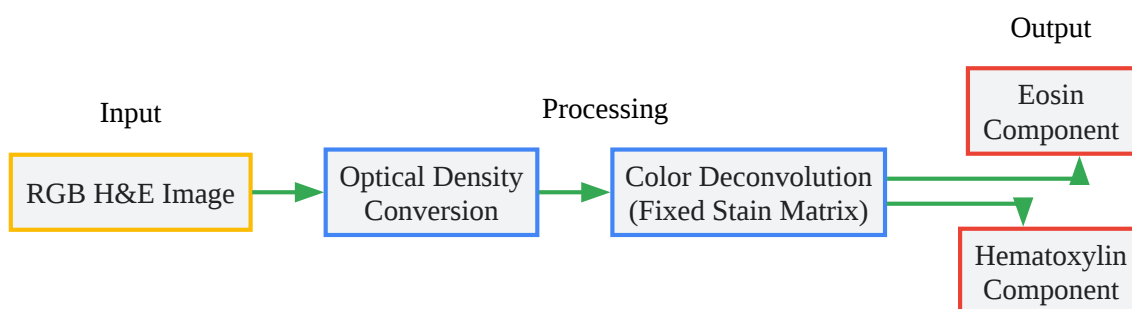 Input
RGB H&E Image
Processing
Optical Density
Conversion
Color Deconvolution
(Fixed Stain Matrix)
Output
Eosin
Component
Hematoxylin
Component